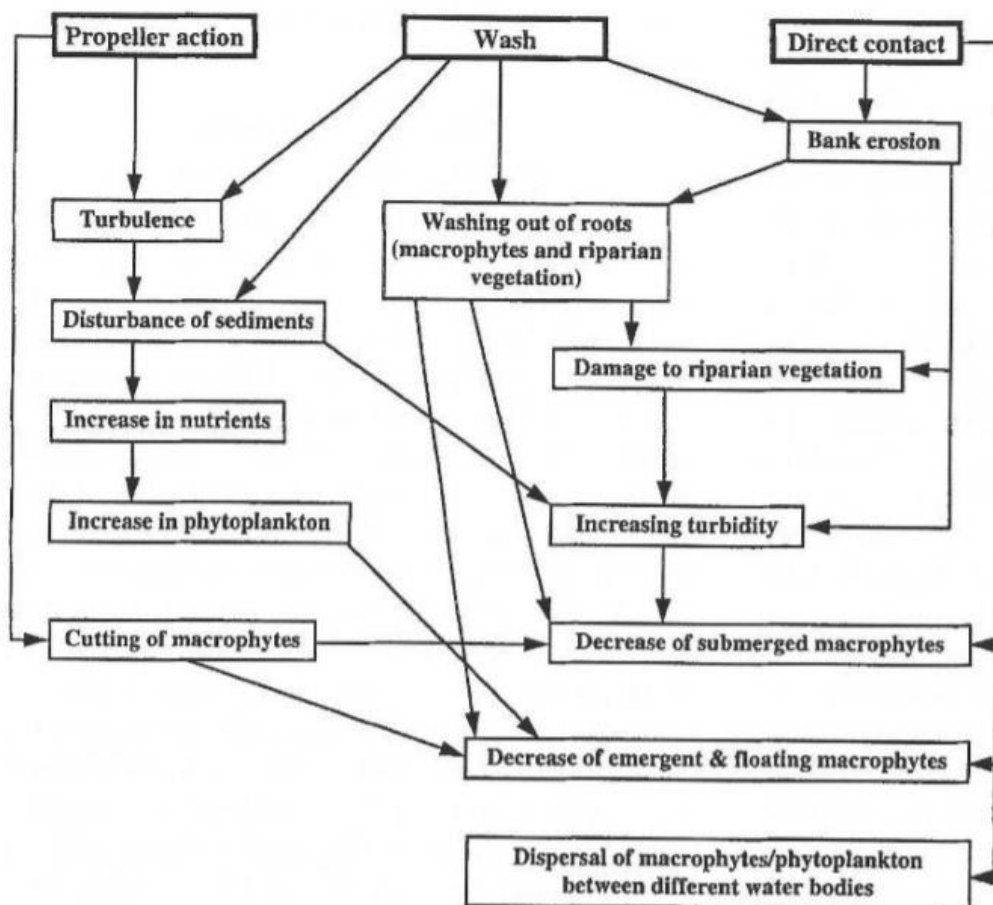 Propeller action
Wash
Direct contact
Bank erosion
Turbulence
Washing out of roots
(macrophytes and riparian
vegetation)
Disturbance of sediments
Damage to riparian vegetation
Increase in nutrients
Increase in phytoplankton
Increasing turbidity
Cutting of macrophytes
Decrease of submerged macrophytes
Decrease of emergent & floating macrophytes
Dispersal of macrophytes/phytoplankton
between different water bodies